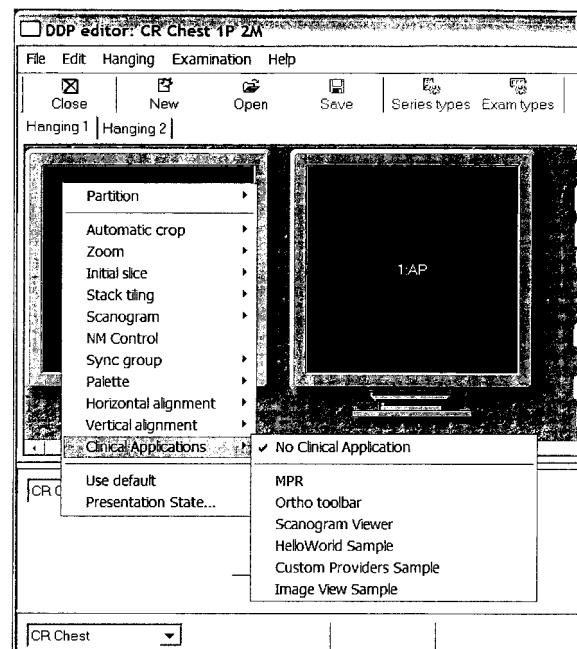 DDP editor: CR Chest 1P 2M
File Edit Hanging Examination Help
Close New Open Save Series types Exam types
Hanging 1 Hanging 2
Partition
Automatic crop
Zoom
Initial slice
Stack tiling
Scanogram
NM Control
Sync group
Palette
Horizontal alignment
Vertical alignment
Clinical Applications
Use default
Presentation State...
1:AP
No Clinical Application
MPR
Ortho toolbar
Scanogram Viewer
HelloWorld Sample
Custom Providers Sample
Image View Sample
CR Chest